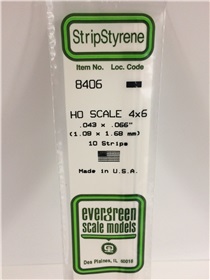 StripStyrene
Item No. Loc. Code
8406
HO SCALE 4x6
.043 x .066"
(1.09 x 1.68 mm)
10 Strips
Made in U.S.A.
evergreen
scale models
Des Plaines, IL 60018